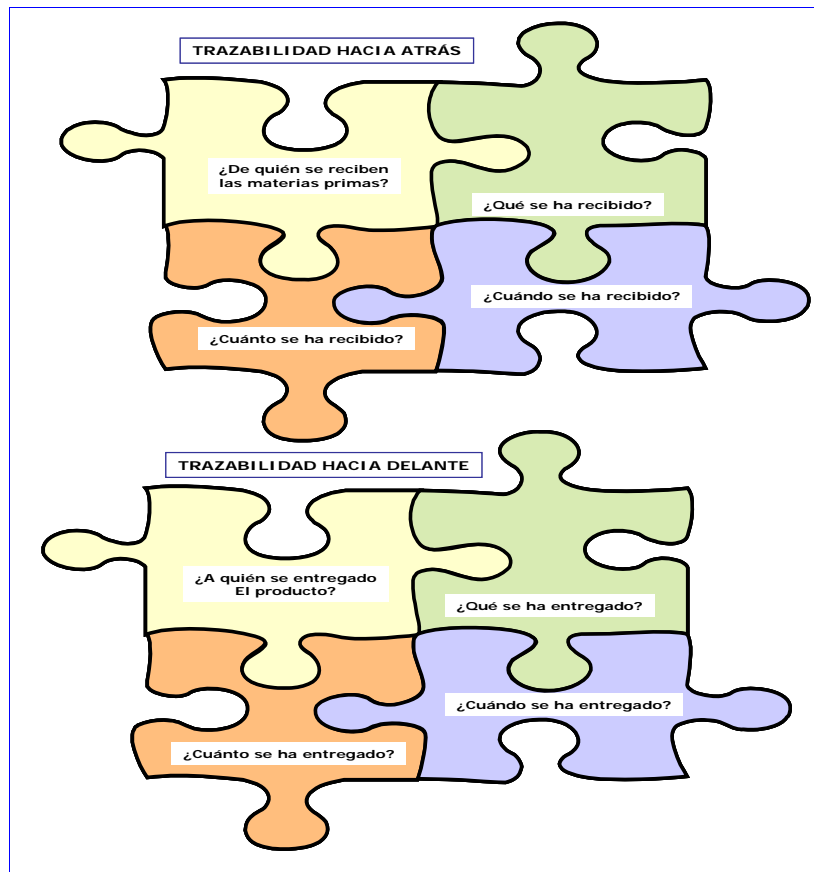 TRAZABILIDAD HACIA ATRÁS
¿De quién se reciben
las materias primas?
¿Qué se ha recibido?
¿Cuándo se ha recibido?
¿Cuánto se ha recibido?
TRAZABILIDAD HACIA DELANTE
¿A quién se entregado
El producto?
¿Qué se ha entregado?
¿Cuándo se ha entregado?
¿Cuánto se ha entregado?